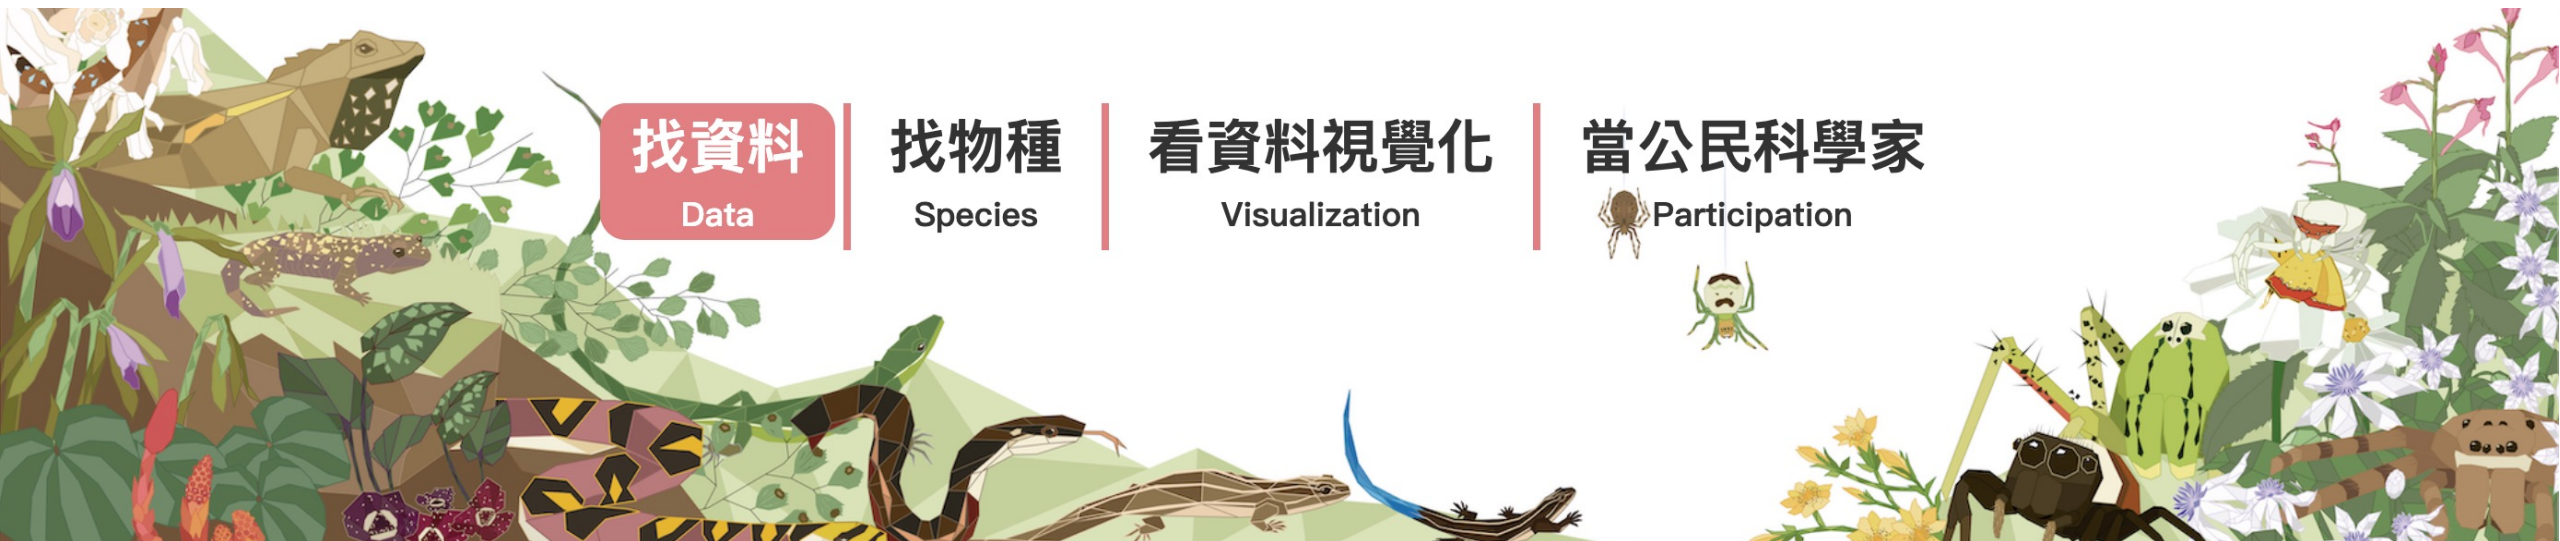 找資料
Data
找物種
Species
看資料視覺化
Visualization
當公民科學家
Participation